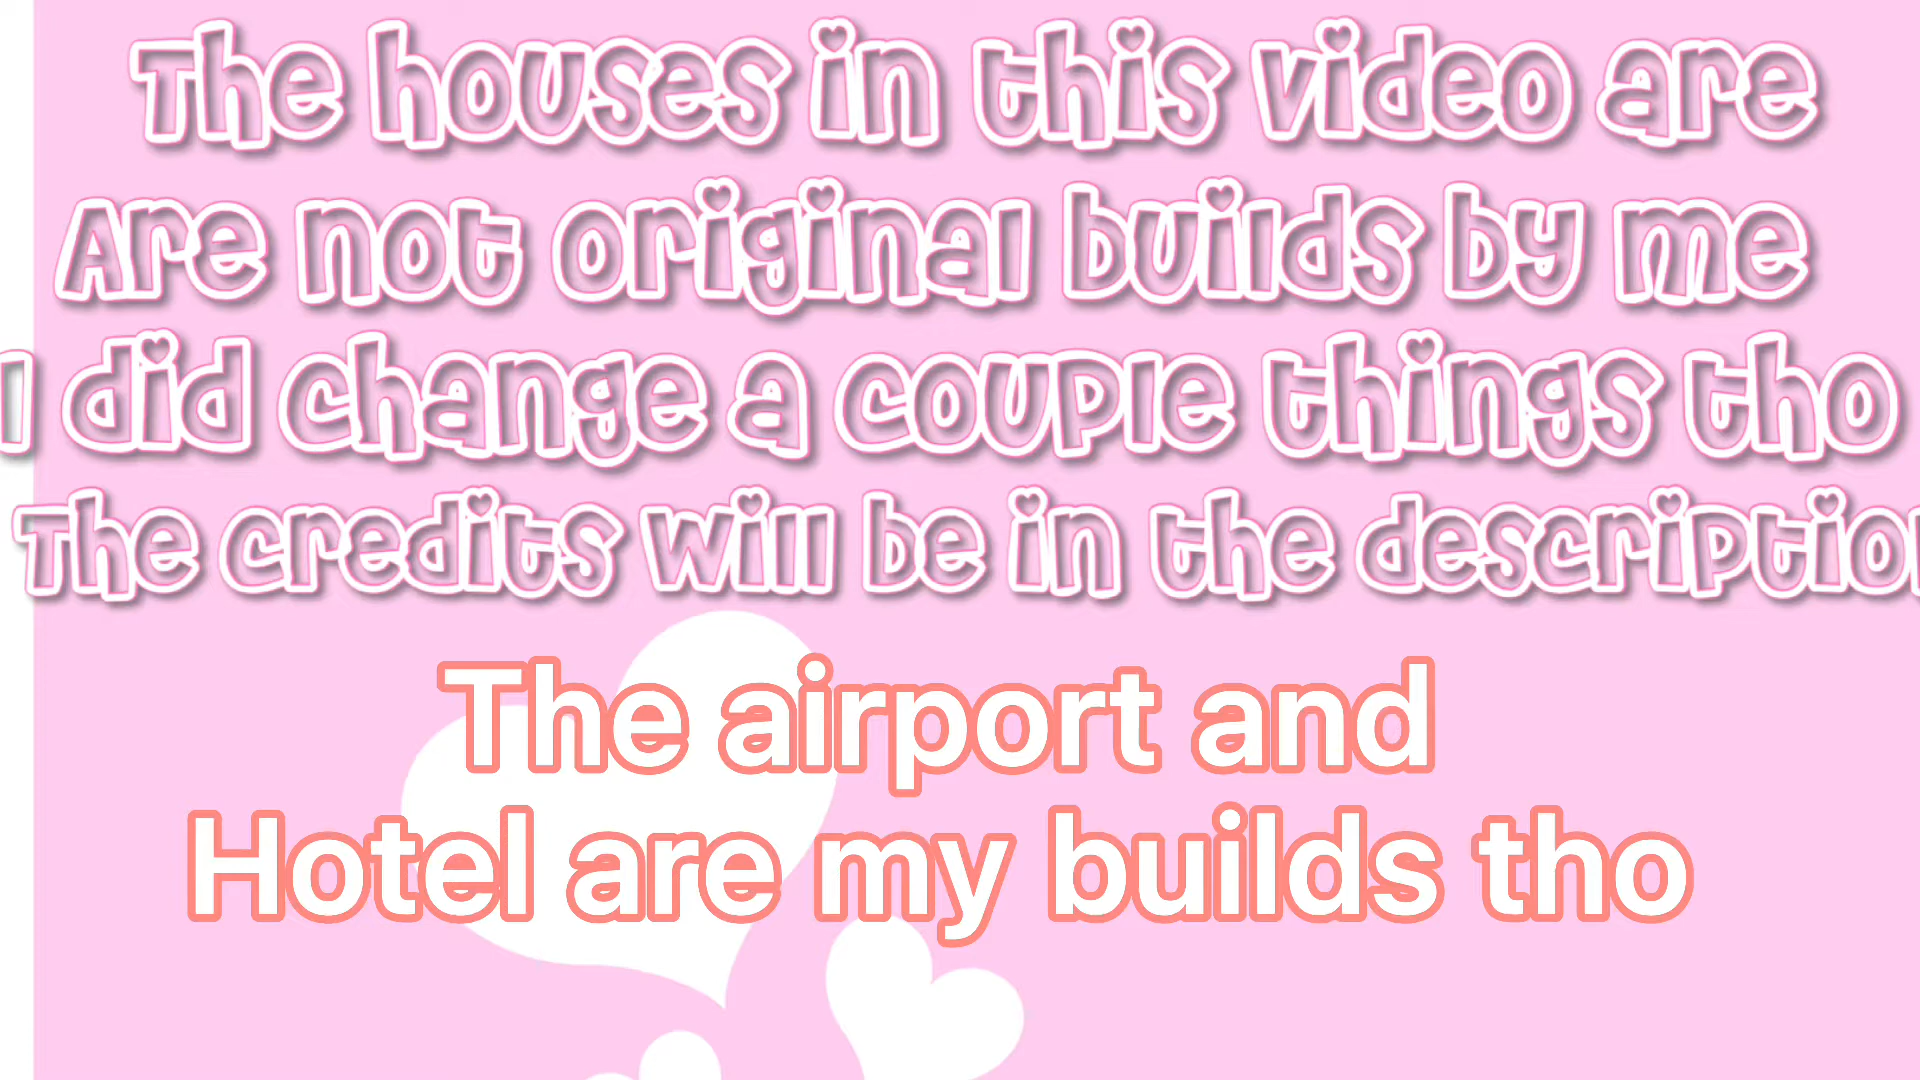 The houses in this video are
Are not original builds by me
I did change a couple things tho
The credits will be in the description
The airport and
Hotel are my builds tho